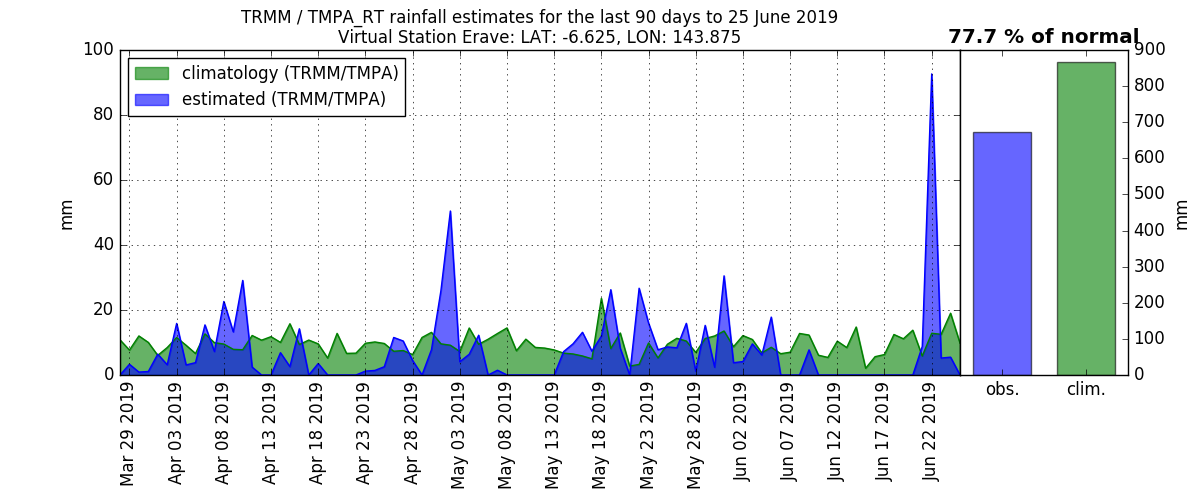 TRMM / TMPA_RT rainfall estimates for the last 90 days to 25 June 2019
Virtual Station Erave: LAT: -6.625, LON: 143.875
77.7 % of normal
climatology (TRMM/TMPA)
estimated (TRMM/TMPA)
100
80
60
40
20
0
mm
900
800
700
600
500
400
300
200
100
0
mm
Mar 29 2019
Apr 03 2019
Apr 08 2019
Apr 13 2019
Apr 18 2019
Apr 23 2019
Apr 28 2019
May 03 2019
May 08 2019
May 13 2019
May 18 2019
May 23 2019
May 28 2019
Jun 02 2019
Jun 07 2019
Jun 12 2019
Jun 17 2019
Jun 22 2019
obs.
clim.